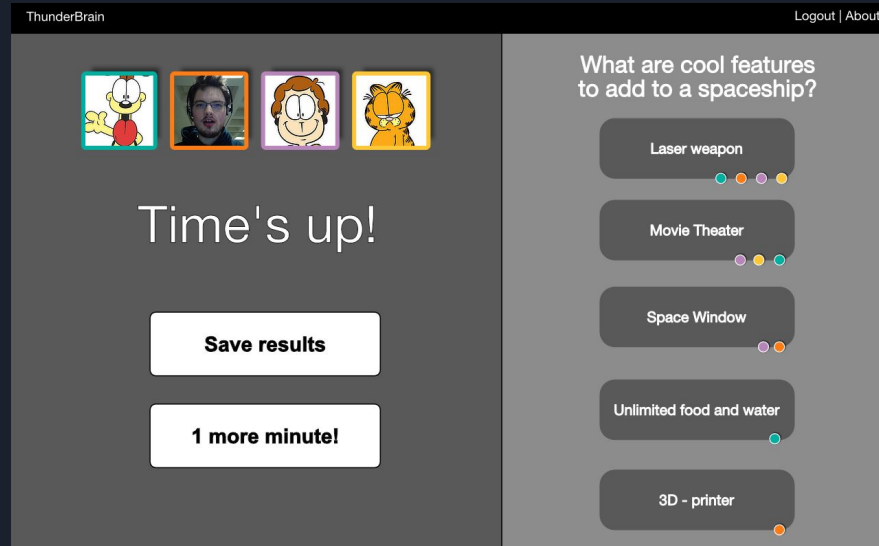 ThunderBrain
Logout | About
Time's up!
Save results
1 more minute!
What are cool features
to add to a spaceship?
Laser weapon
Movie Theater
Space Window
Unlimited food and water
3D - printer